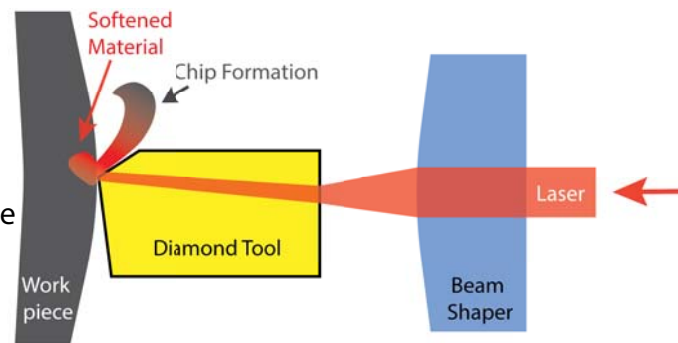 Softened
Material
Chip Formation
Laser
e
Diamond Tool
Work
piece
Beam
Shaper